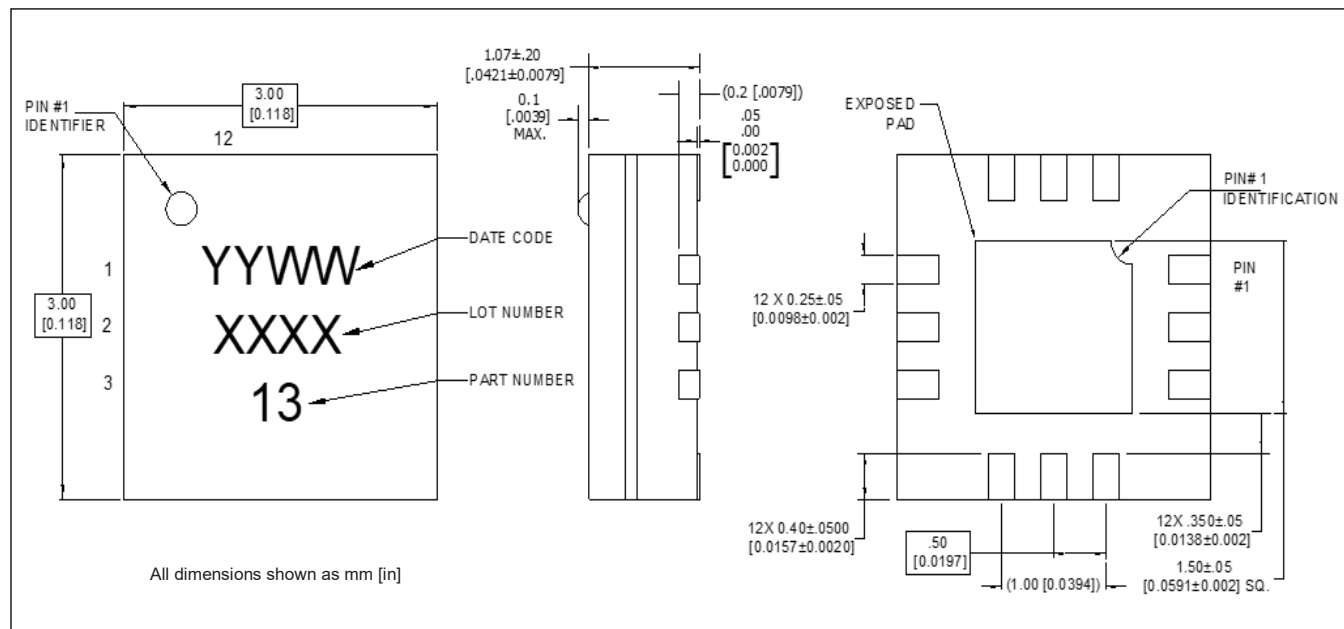 PIN #1
IDENTIFIER
3.00
[0.118]
12
3.00
[0.118]
1
2
3
YYWW
XXXX
13
DATE CODE
LOT NUMBER
PART NUMBER
All dimensions shown as mm [in]
1.07±.20
[.0421±0.0079]
0.1
[.0039]
MAX.
(0.2 [.0079])
.05
.00
[0.002
0.000]
EXPOSED
PAD
PIN# 1
IDENTIFICATION
PIN
#1
12 X 0.25±.05
[0.0098±0.002]
12X 0.40±.0500
[0.0157±0.0020]
.50
[0.0197]
(1.00 [0.0394])
12X .350±.05
[0.0138±0.002]
1.50±.05
[0.0591±0.002] SQ.